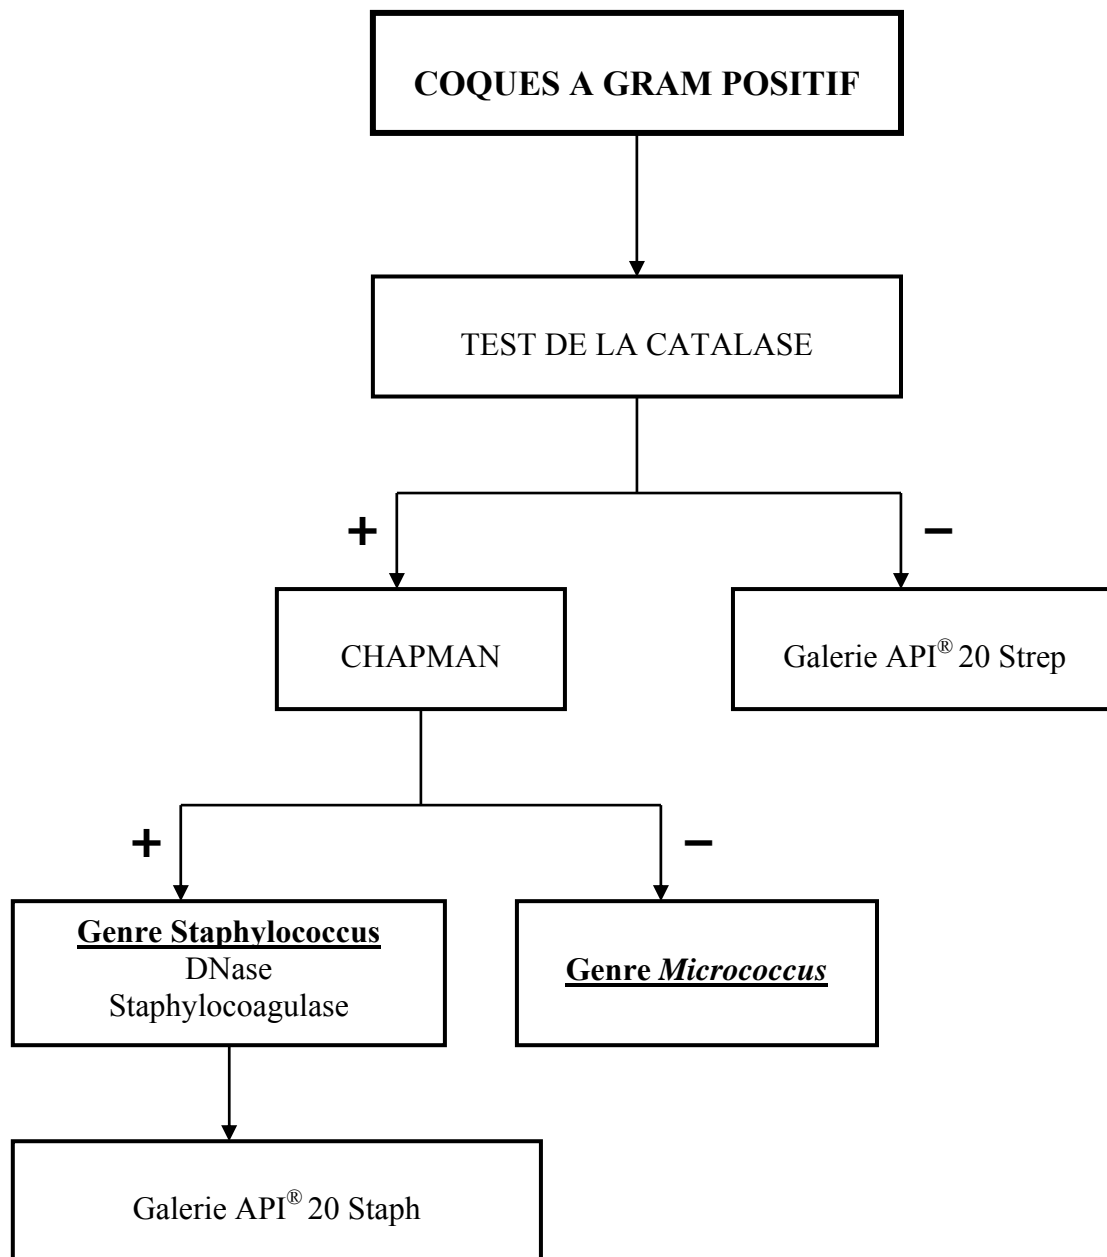 COQUES A GRAM POSITIF
TEST DE LA CATALASE
+
−
CHAPMAN
Galerie API® 20 Strep
+
−
Genre Staphylococcus
DNase
Staphylocoagulase
Genre Micrococcus
Galerie API® 20 Staph